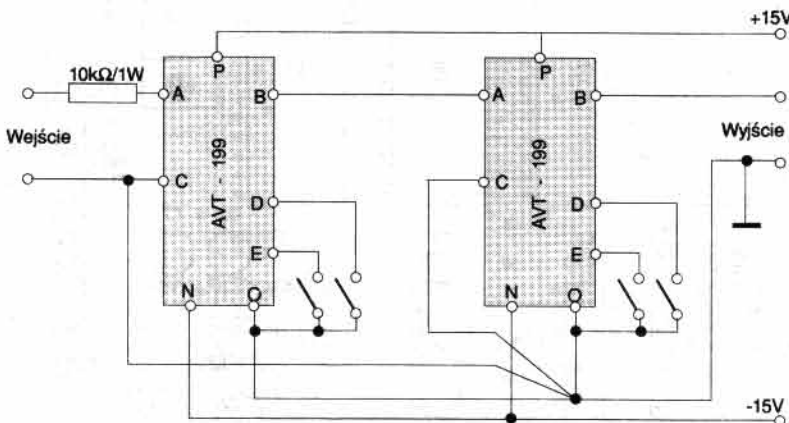 +15V
10kΩ/1W
P
P
A
B
A
B
Wejście
Wyjście
AVT - 199
AVT - 199
C
C
D
D
E
E
N
O
N
O
-15V